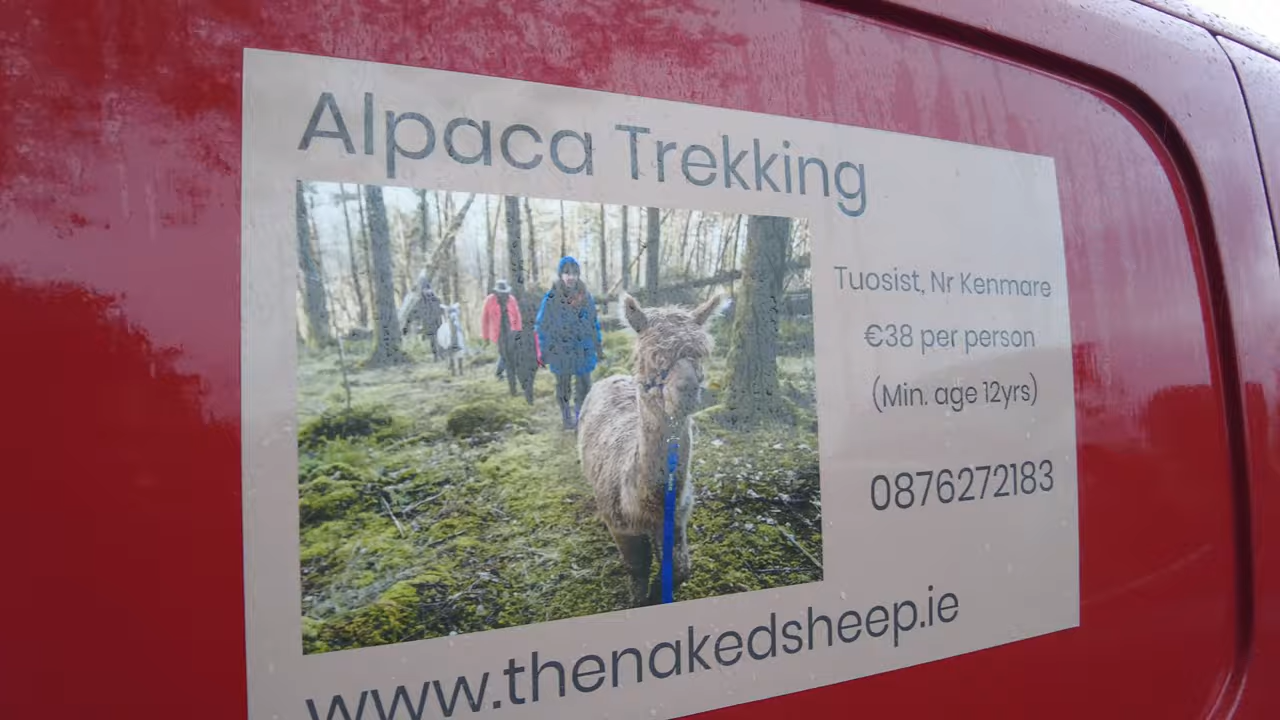 Alpaca Trekking
Tuosist, Nr Kenmare
€38 per person
(Min. age 12yrs)
0876272183
www.thenakedsheep.ie